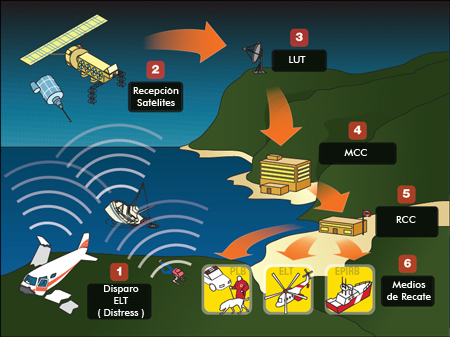 3
LUT
2
Recepción
Satélites
4
MCC
5
RCC
1
Disparo
ELT
( Distress )
PLB
ELT
EPIRB
6
Medios
de Recate